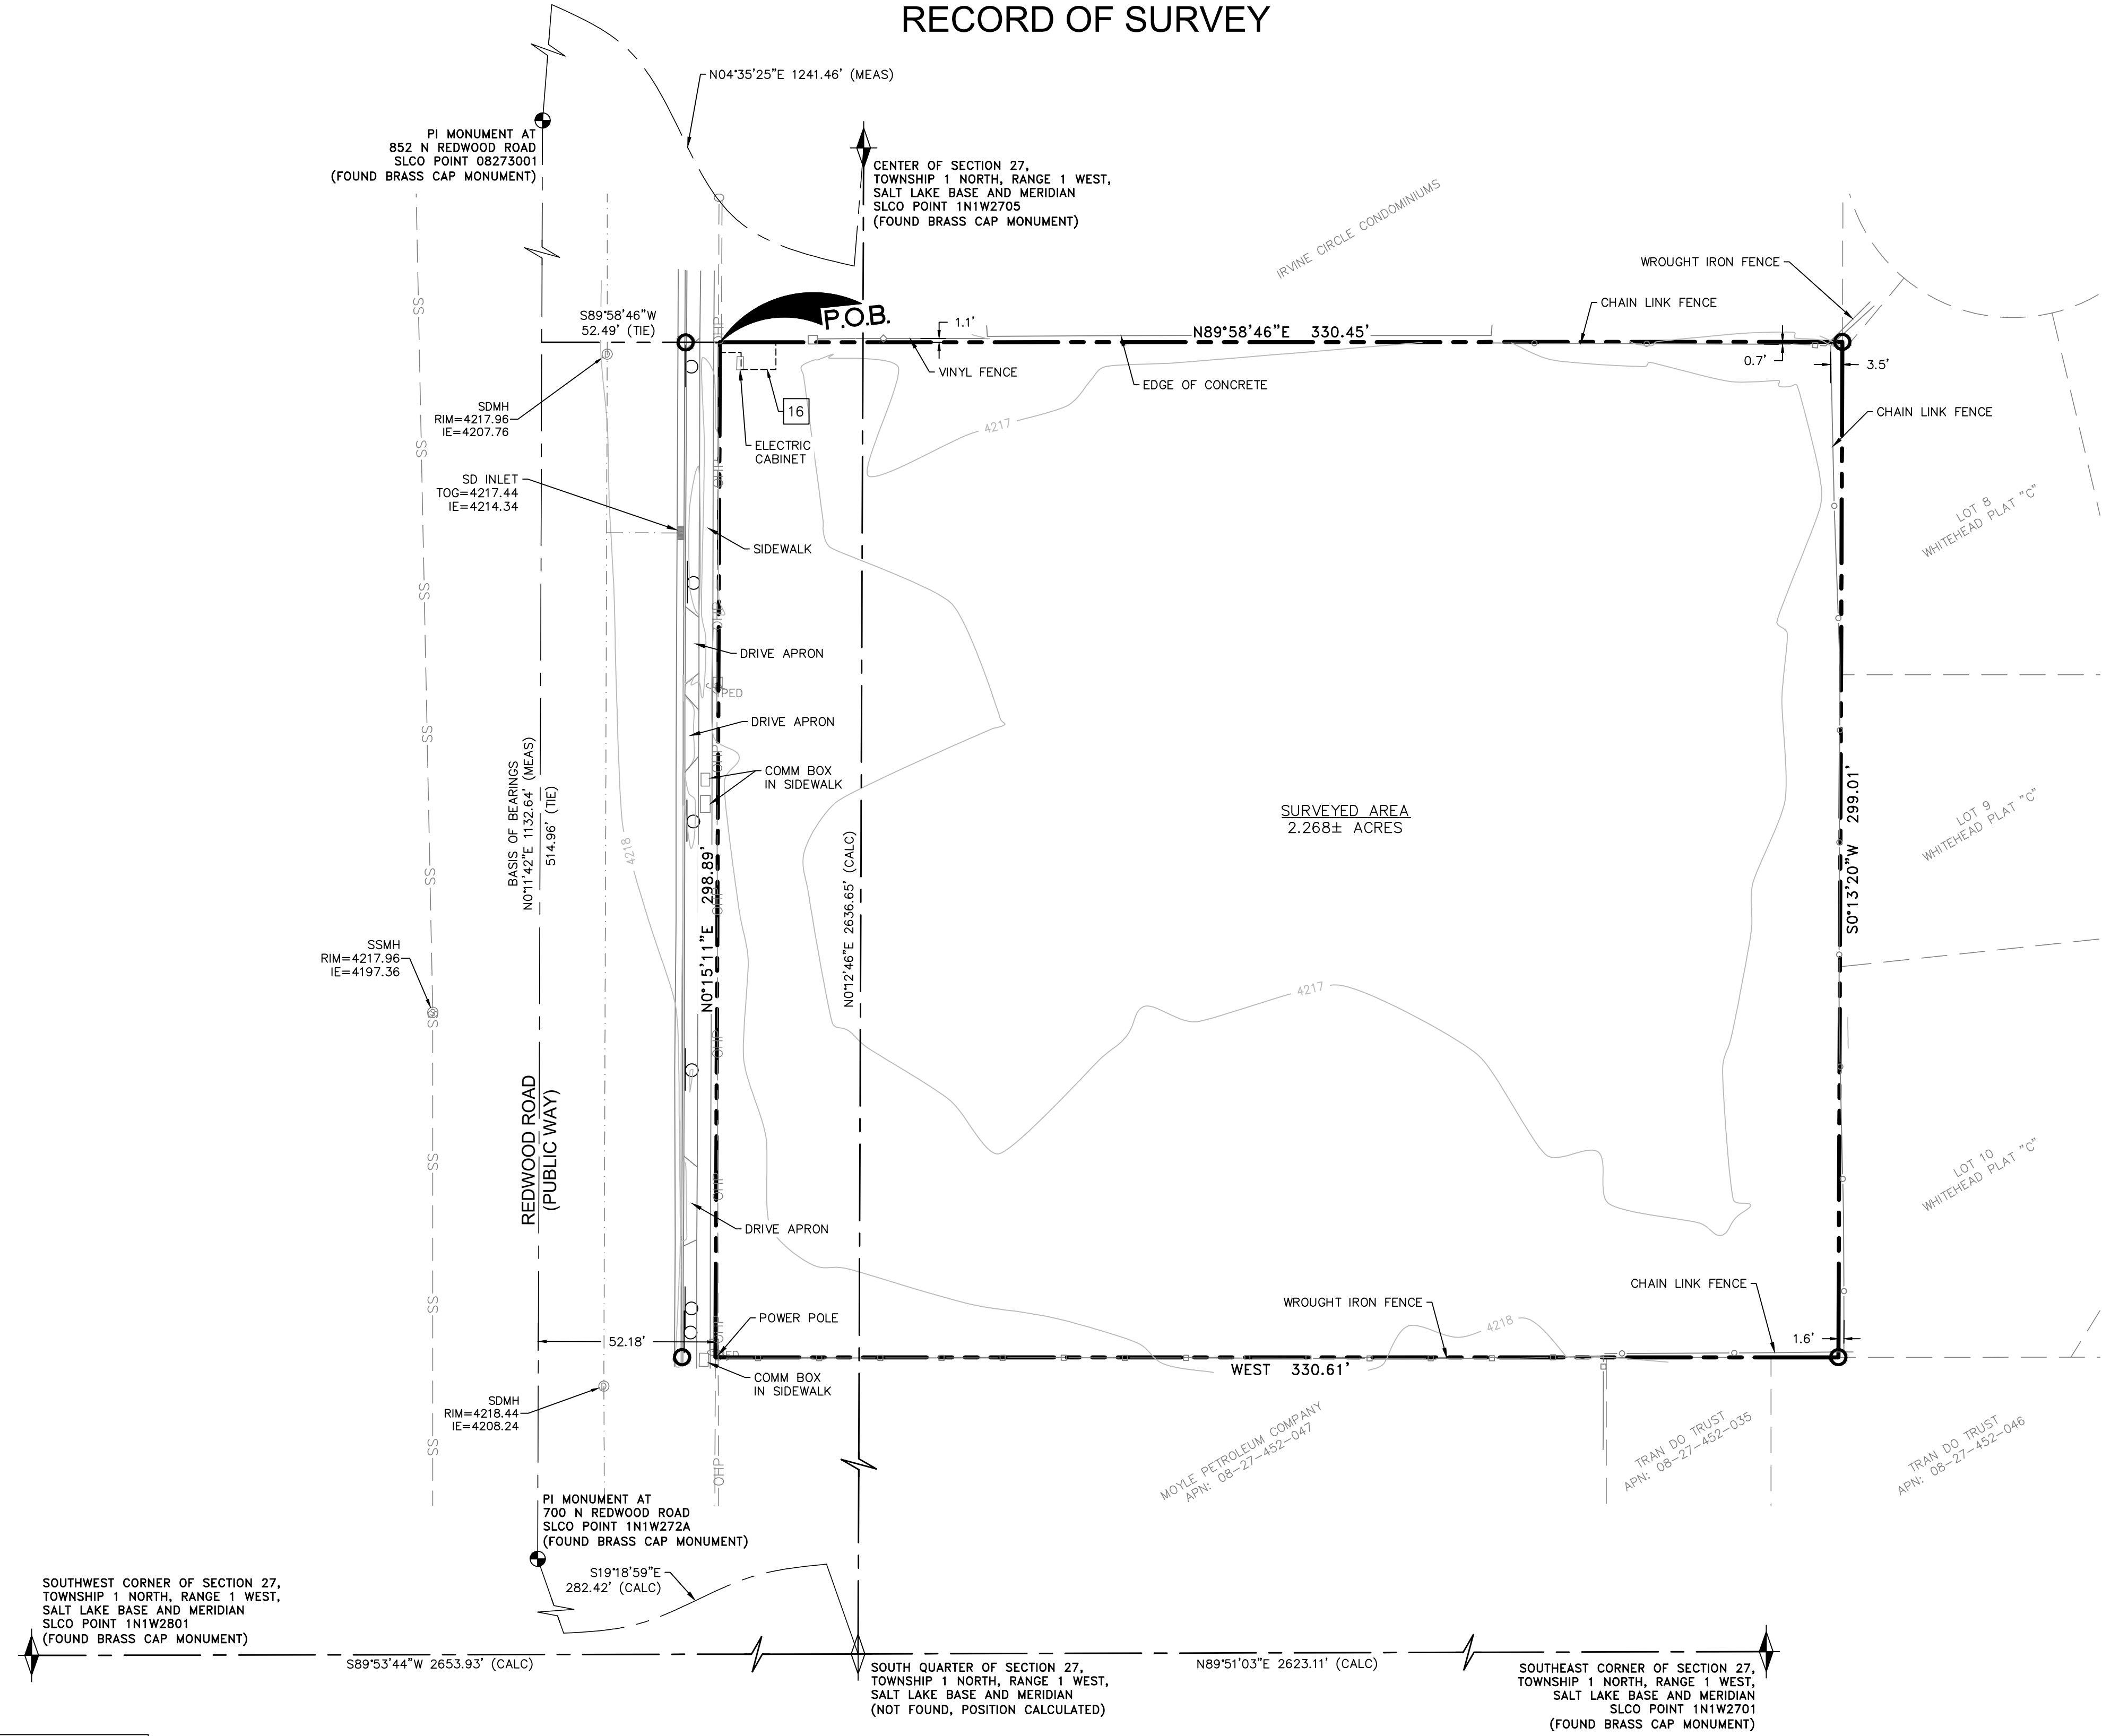 RECORD OF SURVEY
N04°35'25"E 1241.46' (MEAS)
PI MONUMENT AT
852 N REDWOOD ROAD
SLCO POINT 08273001
(FOUND BRASS CAP MONUMENT)
CENTER OF SECTION 27,
TOWNSHIP 1 NORTH, RANGE 1 WEST,
SALT LAKE BASE AND MERIDIAN
SLCO POINT 1N1W2705
(FOUND BRASS CAP MONUMENT)
IRVINE CIRCLE CONDOMINIUMS
WROUGHT IRON FENCE
CHAIN LINK FENCE
S89°58'46"W
52.49' (TIE)
P.O.B.
1.1'
N89°58'46"E 330.45'
0.7'
3.5'
VINYL FENCE
EDGE OF CONCRETE
CHAIN LINK FENCE
16
ELECTRIC
CABINET
SDMH
RIM=4217.96
IE=4207.76
4217
SD INLET
TOG=4217.44
IE=4214.34
SIDEWALK
LOT 8
WHITEHEAD PLAT "C"
DRIVE APRON
PED
DRIVE APRON
COMM BOX
IN SIDEWALK
BASIS OF BEARINGS
N0°11'42"E 1132.64' (MEAS)
514.96' (TIE)
4218
N0°15'11"E 298.89'
N0°12'46"E 2636.65' (CALC)
SURVEYED AREA
2.268± ACRES
S0°13'20"W 299.01'
LOT 9
WHITEHEAD PLAT "C"
SSMH
RIM=4217.96
IE=4197.36
4217
SS
SS
SS
SS
SS
SS
SS
SS
OHP
OHP
OHP
OHP
OHP
OHP
REDWOOD ROAD
(PUBLIC WAY)
LOT 10
WHITEHEAD PLAT "C"
DRIVE APRON
CHAIN LINK FENCE
WROUGHT IRON FENCE
4218
POWER POLE
52.18'
1.6'
WEST 330.61'
COMM BOX
IN SIDEWALK
SDMH
RIM=4218.44
IE=4208.24
MOYLE PETROLEUM COMPANY
APN: 08-27-452-047
TRAN DO TRUST
APN: 08-27-452-035
TRAN DO TRUST
APN: 08-27-452-046
PI MONUMENT AT
700 N REDWOOD ROAD
SLCO POINT 1N1W272A
(FOUND BRASS CAP MONUMENT)
S19°18'59"E
282.42' (CALC)
SOUTHWEST CORNER OF SECTION 27,
TOWNSHIP 1 NORTH, RANGE 1 WEST,
SALT LAKE BASE AND MERIDIAN
SLCO POINT 1N1W2801
(FOUND BRASS CAP MONUMENT)
S89°53'44"W 2653.93' (CALC)
SOUTH QUARTER OF SECTION 27,
TOWNSHIP 1 NORTH, RANGE 1 WEST,
SALT LAKE BASE AND MERIDIAN
(NOT FOUND, POSITION CALCULATED)
N89°51'03"E 2623.11' (CALC)
SOUTHEAST CORNER OF SECTION 27,
TOWNSHIP 1 NORTH, RANGE 1 WEST,
SALT LAKE BASE AND MERIDIAN
SLCO POINT 1N1W2701
(FOUND BRASS CAP MONUMENT)